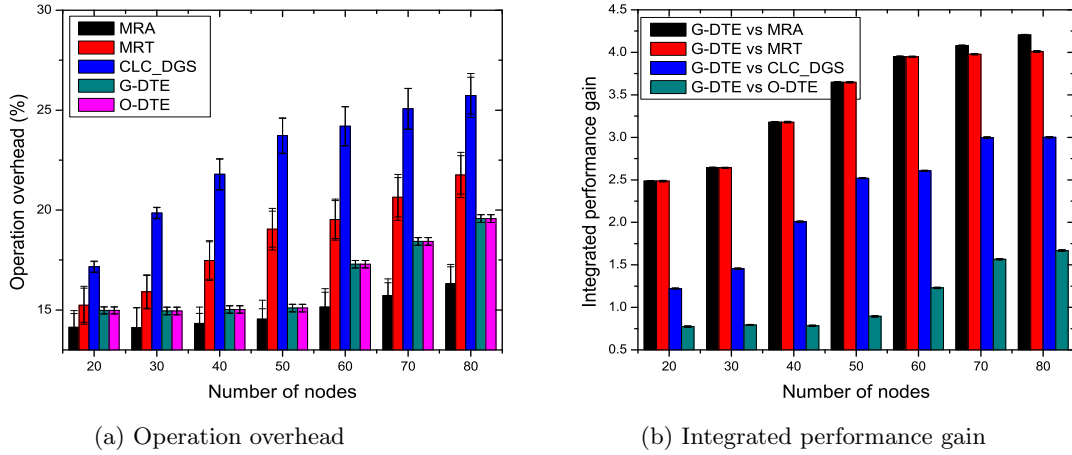 MRA
MRT
CLC_DGS
G-DTE
O-DTE
Operation overhead (%)
30
25
20
15
20 30 40 50 60 70 80
Number of nodes
(a) Operation overhead
G-DTE vs MRA
G-DTE vs MRT
G-DTE vs CLC_DGS
G-DTE vs O-DTE
Integrated performance gain
4.5
4.0
3.5
3.0
2.5
2.0
1.5
1.0
0.5
20 30 40 50 60 70 80
Number of nodes
(b) Integrated performance gain